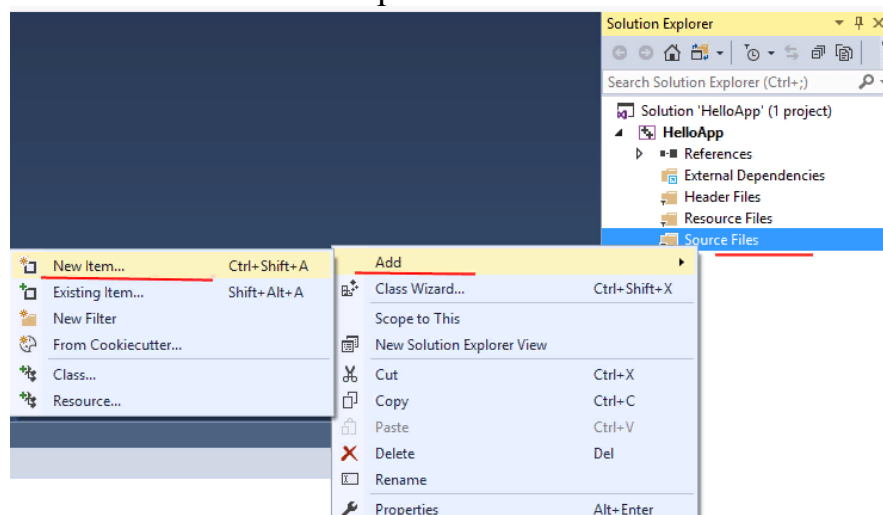 Solution Explorer
Search Solution Explorer (Ctrl+;)
Solution 'HelloApp' (1 project)
HelloApp
References
External Dependencies
Header Files
Resource Files
Source Files
New Item... Ctrl+Shift+A
Existing Item... Shift+Alt+A
New Filter
From Cookiecutter...
Class...
Resource...
Add
Class Wizard... Ctrl+Shift+X
Scope to This
New Solution Explorer View
Cut Ctrl+X
Copy Ctrl+C
Paste Ctrl+V
Delete Del
Rename
Properties Alt+Enter